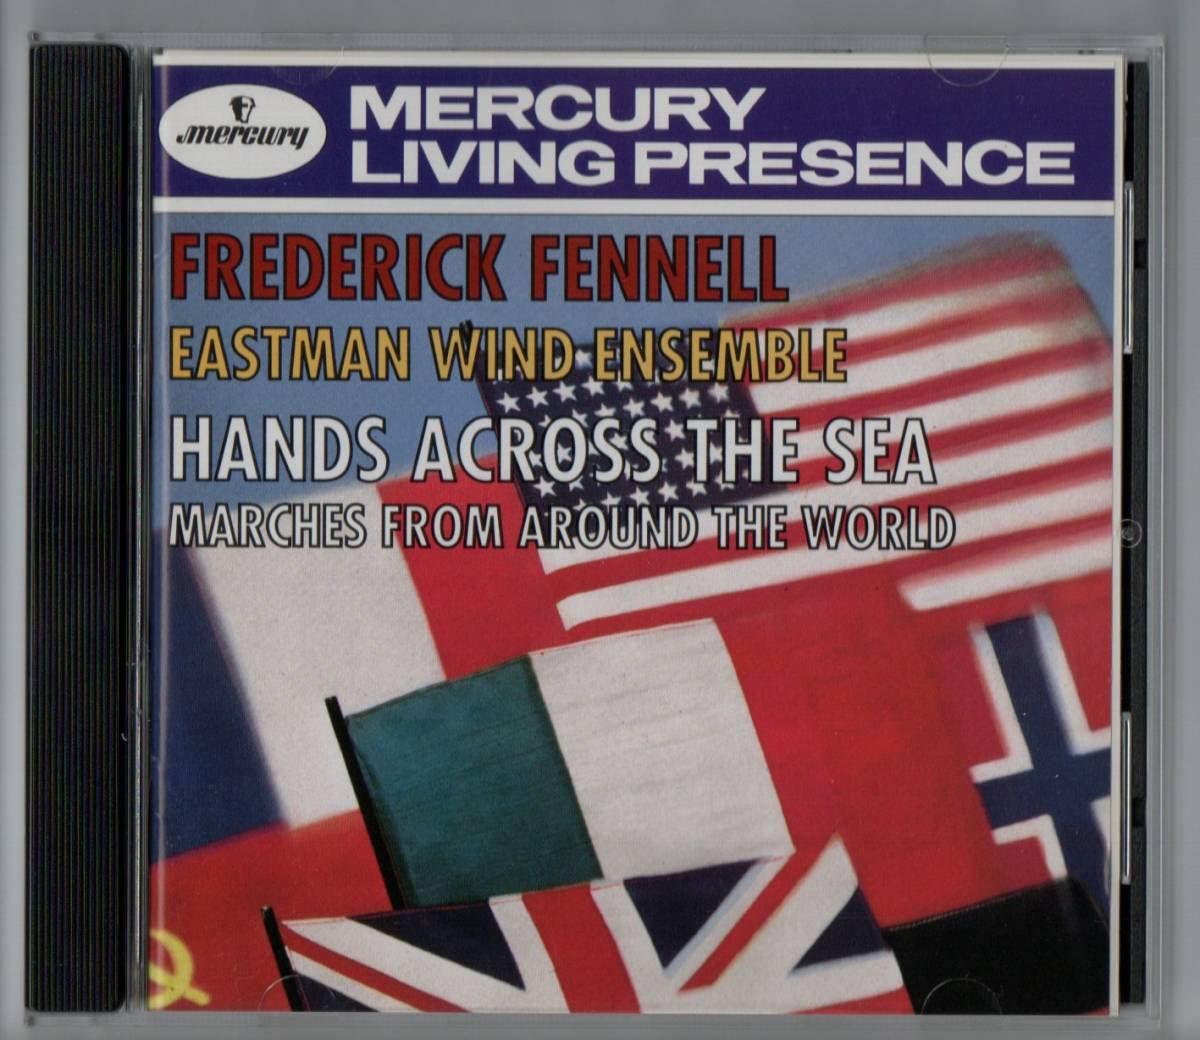 mercury
MERCURY
LIVING PRESENCE
FREDERICK FENNELL
EASTMAN WIND ENSEMBLE
HANDS ACROSS THE SEA
MARCHES FROM AROUND THE WORLD